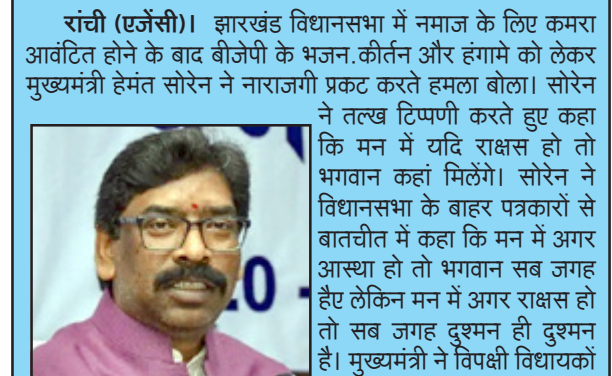 रांची (एजेंसी)। झारखंड विधानसभा में नमाज के लिए कमरा
आवंटित होने के बाद बीजेपी के भजन.कीर्तन और हंगामे को लेकर
मुख्यमंत्री हेमंत सोरेन ने नाराजगी प्रकट करते हमला बोला। सोरेन
ने तल्ख टिप्पणी करते हुए कहा
कि मन में यदि राक्षस हो तो
भगवान कहां मिलेंगे। सोरेन ने
विधानसभा के बाहर पत्रकारों से
बातचीत में कहा कि मन में अगर
आस्था हो तो भगवान सब जगह
हैए लेकिन मन में अगर राक्षस हो
तो सब जगह दुश्मन ही दुश्मन
है। मुख्यमंत्री ने विपक्षी विधायकों
20 -